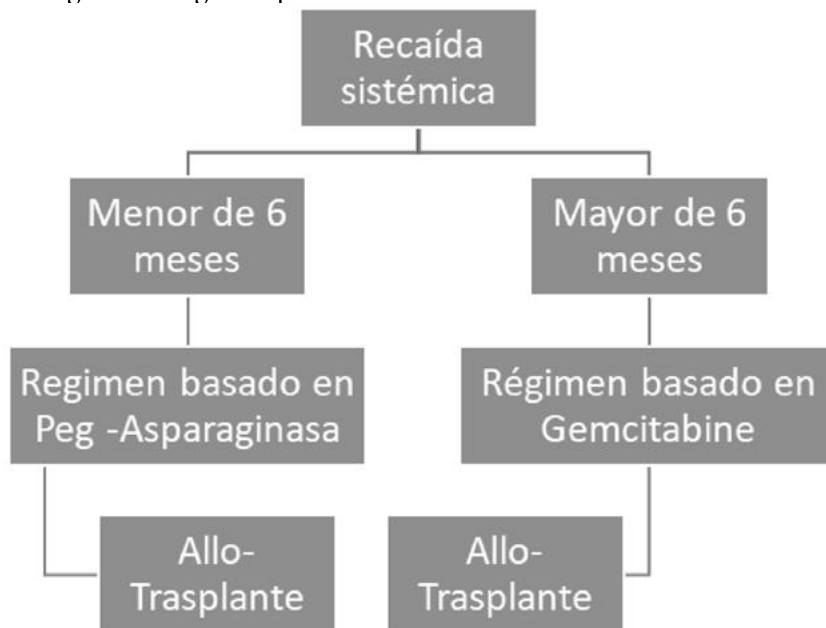 Recaída
sistémica
Menor de 6
meses
Mayor de 6
meses
Regimen basado en
Peg -Asparaginasa
Régimen basado en
Gemcitabine
Allo-
Trasplante
Allo-
Trasplante